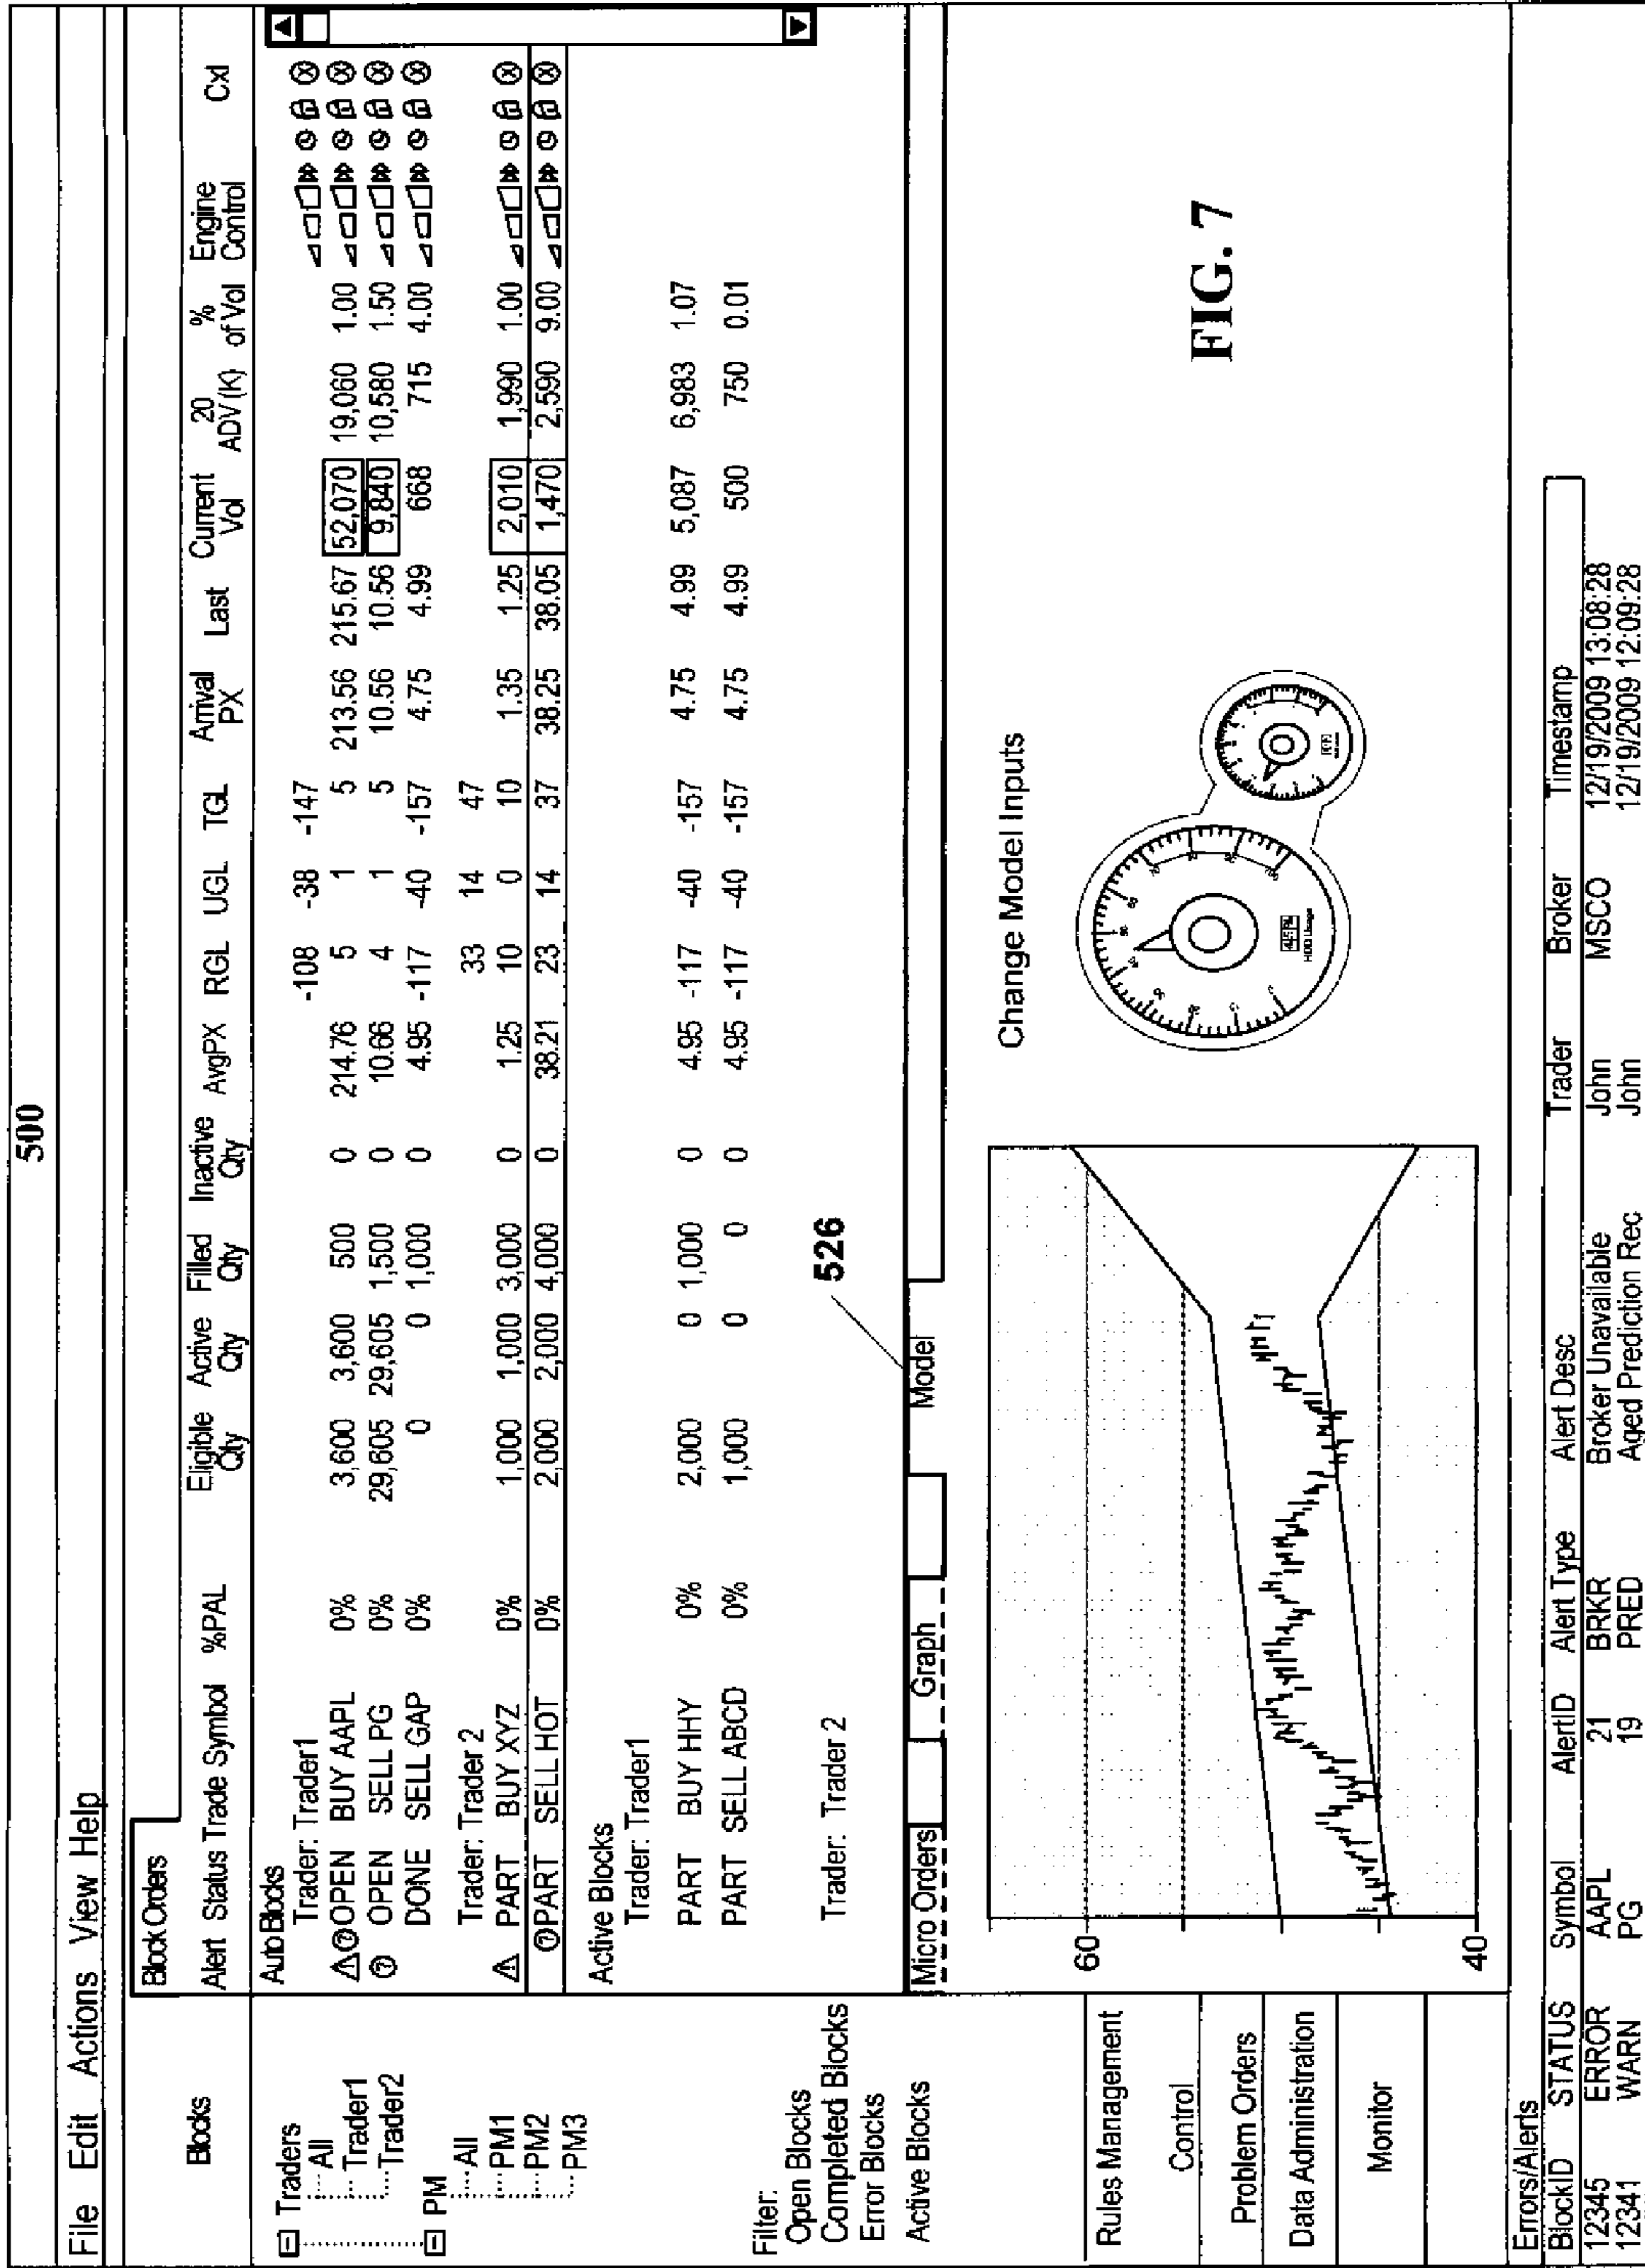 500
File Edit Actions View Help
Blocks
Traders
All
Trader1
Trader2
PM
All
PM1
PM2
PM3
Filter:
Open Blocks
Completed Blocks
Error Blocks
Active Blocks
Rules Management
Control
Problem Orders
Data Administration
Monitor
Block Orders
Alert Status Trade Symbol %PAL Eligible Qty Active Qty Filled Qty Inactive Qty AvgPX RGL UGL TGL Arrival PX Last Current Vol 20 ADV (K) % of Vol Engine Control Cxl
Auto Blocks
Trader: Trader1 -108 -38 -147
OPEN BUY AAPL 0% 3,600 3,600 500 0 214.76 5 1 5 213.56 215.67 52,070 19,060 1.00
OPEN SELL PG 0% 29,605 29,605 1,500 0 10.66 4 1 5 10.56 10.56 9,840 10,580 1.50
DONE SELL GAP 0% 0 0 1,000 0 4.95 -117 -40 -157 4.75 4.99 668 715 4.00
Trader: Trader 2 33 14 47
PART BUY XYZ 0% 1,000 1,000 3,000 0 1.25 10 0 10 1.35 1.25 2,010 1,990 1.00
PART SELL HOT 0% 2,000 2,000 4,000 0 38.21 23 14 37 38.25 38.05 1,470 2,590 9.00
Active Blocks
Trader: Trader1
PART BUY HHY 0% 2,000 0 1,000 0 4.95 -117 -40 -157 4.75 4.99 5,087 6,983 1.07
PART SELL ABCD 0% 1,000 0 0 0 4.95 -117 -40 -157 4.75 4.99 500 750 0.01
Trader: Trader 2
526
Micro Orders Graph Model
60
40
Change Model Inputs
FIG. 7
Errors/Alerts
BlockID STATUS Symbol AlertID Alert Type Alert Desc Trader Broker Timestamp
12345 ERROR AAPL 21 BRKR Broker Unavailable John MSCO 12/19/2009 13:08:28
12341 WARN PG 19 PRED Aged Prediction Rec John 12/19/2009 12:09:28